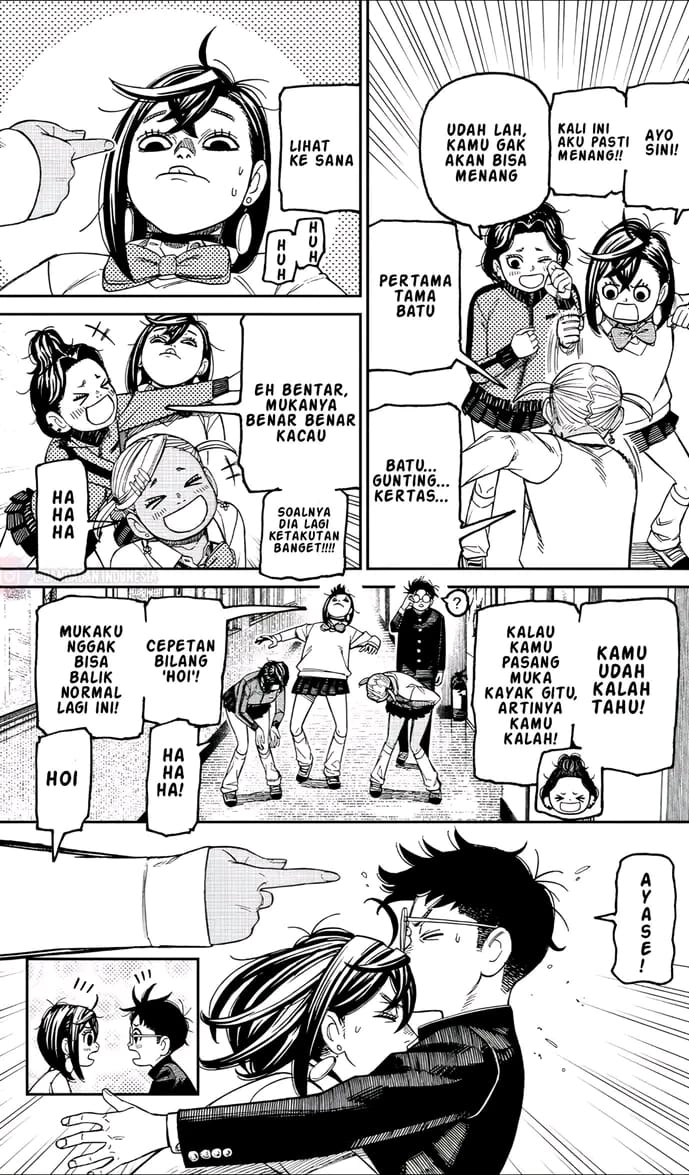 AYO
SINI!
KALI INI
AKU PASTI
MENANG!!
UDAH LAH,
KAMU GAK
AKAN BISA
MENANG
PERTAMA
TAMA
BATU
BATU...
GUNTING...
KERTAS...
LIHAT
KE SANA
HUH
HUH
EH BENTAR,
MUKANYA
BENAR BENAR
KACAU
SOALNYA
DIA LAGI
KETAKUTAN
BANGET!!!!
HA
HA
HA
KAMU
UDAH
KALAH
TAHU!
KALAU
KAMU
PASANG
MUKA
KAYAK GITU,
ARTINYA
KAMU
KALAH!
?
CEPETAN
BILANG
'HOI'!
MUKAKU
NGGAK
BISA
BALIK
NORMAL
LAGI INI!
HA
HA
HA!
HOI
AYASE!